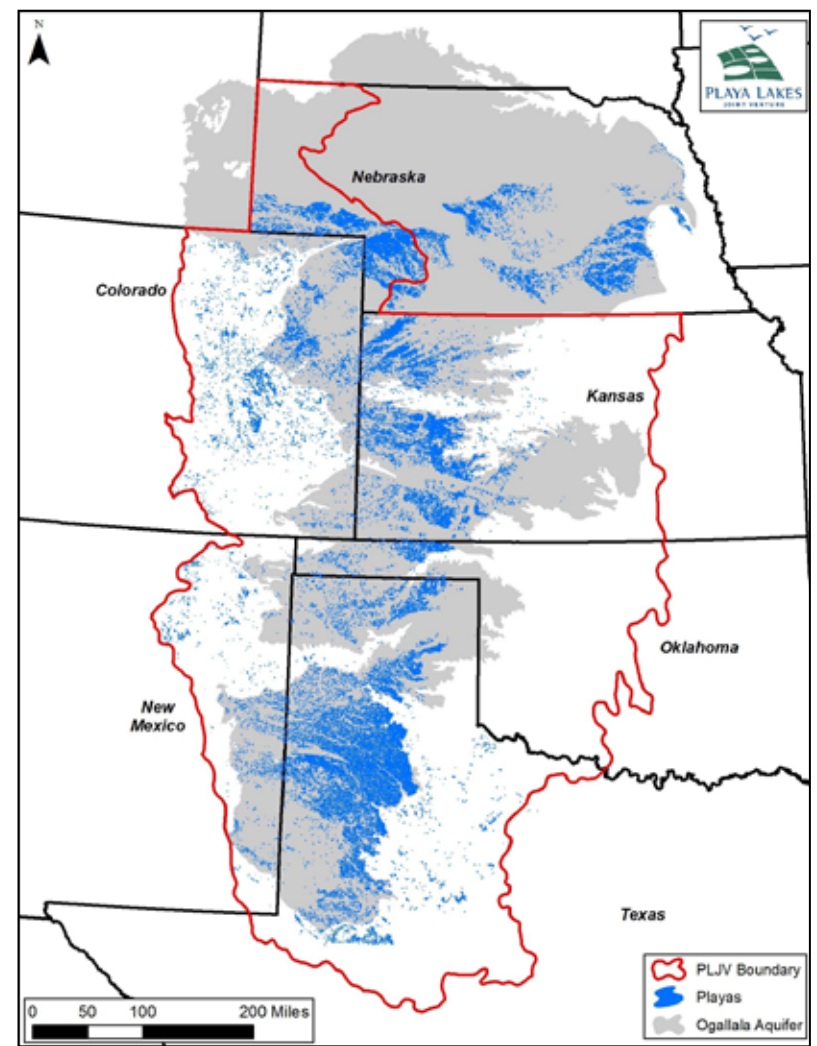 N
PLAYA LAKES
JOINT VENTURE
Nebraska
Colorado
Kansas
Oklahoma
New
Mexico
Texas
PLJV Boundary
Playas
Ogallala Aquifer
0 50 100 200 Miles